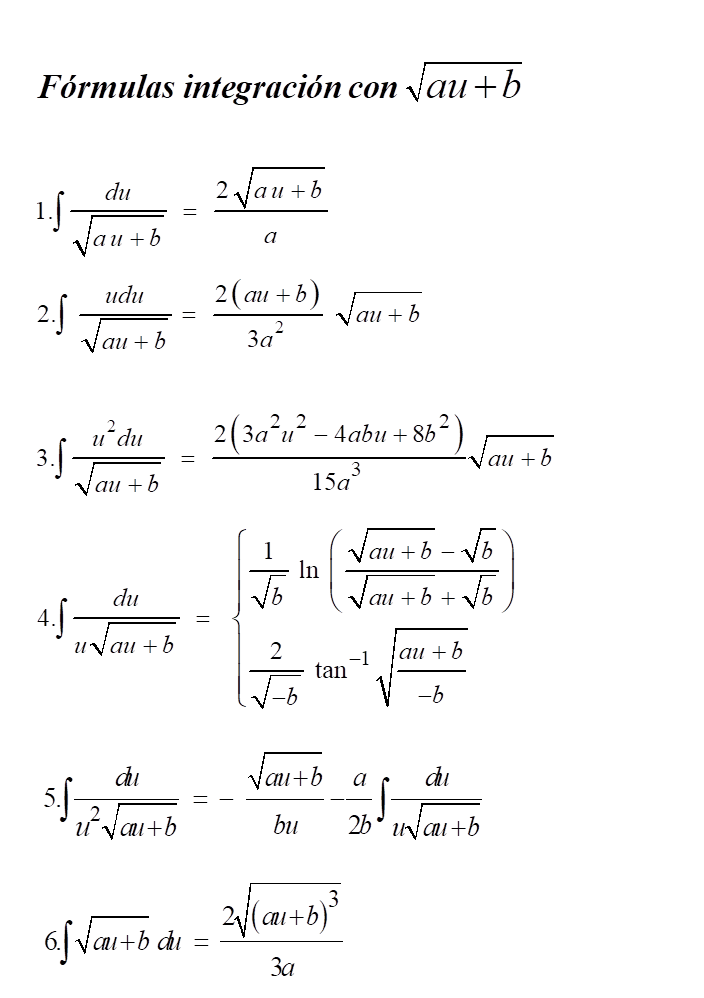 Fórmulas integración con √(au+b)
1. ∫ du / √(au+b) = 2√(au+b) / a
2. ∫ udu / √(au+b) = 2(au+b) / 3a² √(au+b)
3. ∫ u²du / √(au+b) = 2(3a²u² − 4abu + 8b²) / 15a³ √(au+b)
4. ∫ du / u√(au+b) = { 1/√b ln ( (√(au+b) − √b) / (√(au+b) + √b) )
2/√−b tan⁻¹ √((au+b) / −b)
5. ∫ du / u²√(au+b) = − √(au+b) / bu − a/2b ∫ du / u√(au+b)
6. ∫ √(au+b) du = 2√((au+b)³) / 3a